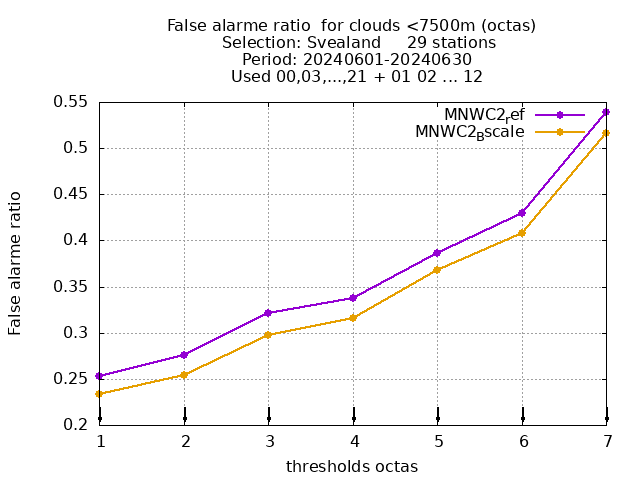 False alarme ratio  for clouds <7500m (octas)
Selection: Svealand     29 stations
Period: 20240601-20240630
Used 00,03,...,21 + 01 02 ... 12
MNWC2ref
MNWC2Bscale
0.55
0.5
0.45
0.4
0.35
0.3
0.25
0.2
False alarme ratio
1 2 3 4 5 6 7
thresholds octas